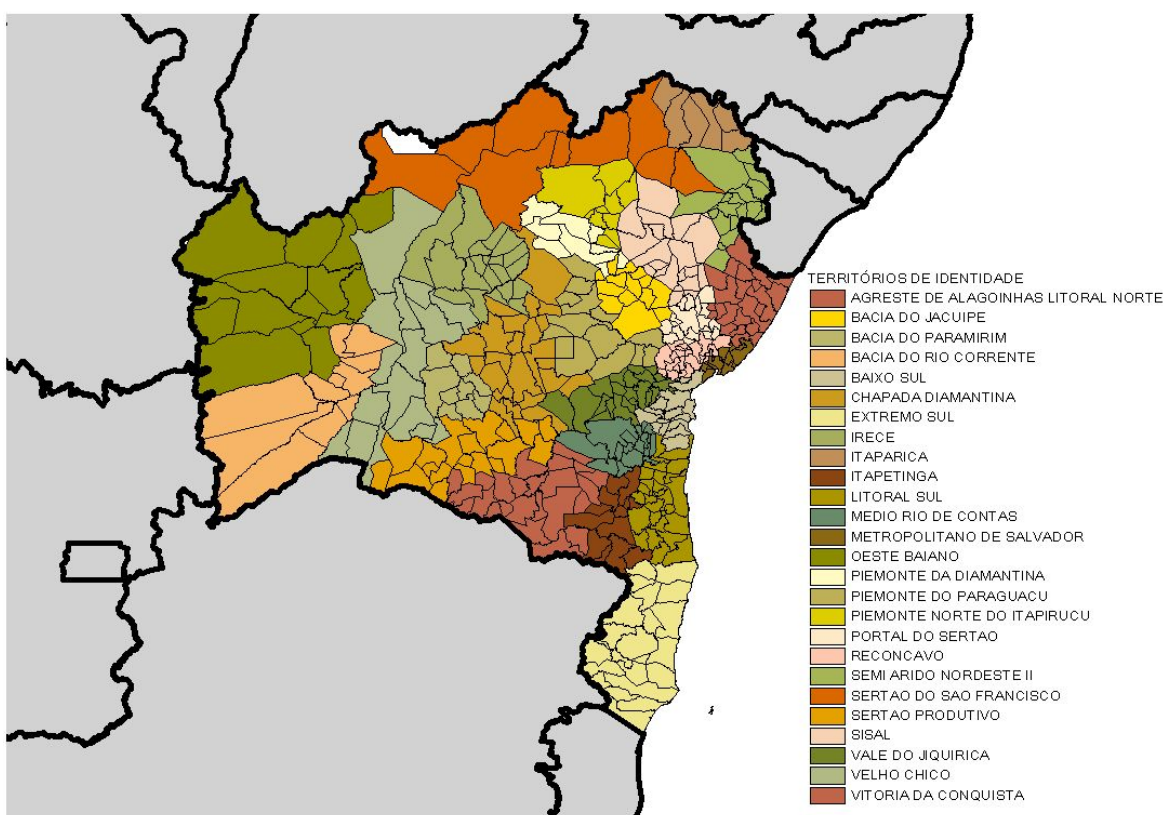 TERRITÓRIOS DE IDENTIDADE
AGRESTE DE ALAGOINHAS LITORAL NORTE
BACIA DO JACUIPE
BACIA DO PARAMIRIM
BACIA DO RIO CORRENTE
BAIXO SUL
CHAPADA DIAMANTINA
EXTREMO SUL
IRECE
ITAPARICA
ITAPETINGA
LITORAL SUL
MEDIO RIO DE CONTAS
METROPOLITANO DE SALVADOR
OESTE BAIANO
PIEMONTE DA DIAMANTINA
PIEMONTE DO PARAGUACU
PIEMONTE NORTE DO ITAPIRUCU
PORTAL DO SERTAO
RECONCAVO
SEMI ARIDO NORDESTE II
SERTAO DO SAO FRANCISCO
SERTAO PRODUTIVO
SISAL
VALE DO JIQUIRICA
VELHO CHICO
VITORIA DA CONQUISTA